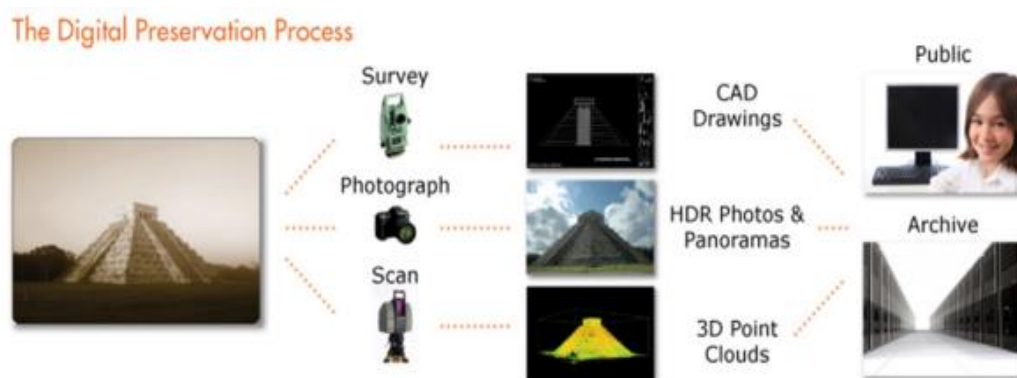 The Digital Preservation Process
Survey
Photograph
Scan
CAD
Drawings
HDR Photos &
Panoramas
3D Point
Clouds
Public
Archive